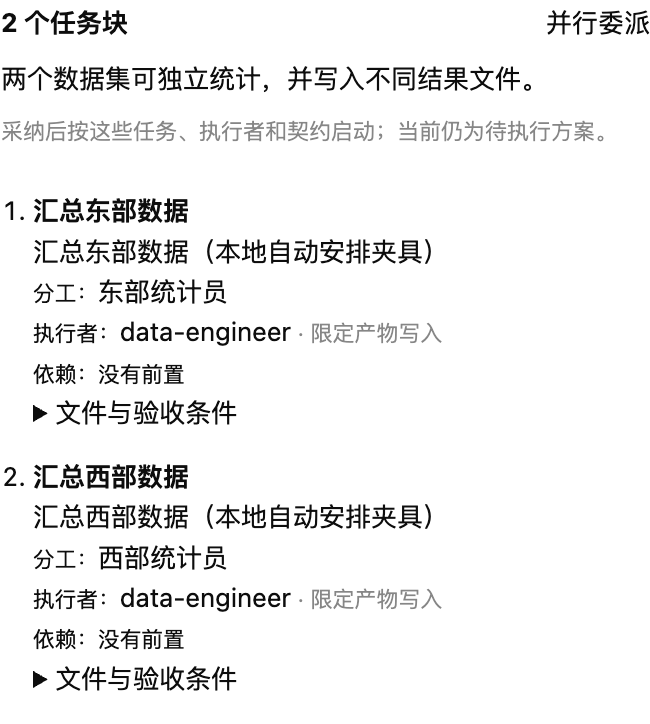 2 个任务块 并行委派
两个数据集可独立统计，并写入不同结果文件。
采纳后按这些任务、执行者和契约启动；当前仍为待执行方案。
1. 汇总东部数据
汇总东部数据（本地自动安排夹具）
分工：东部统计员
执行者：data-engineer · 限定产物写入
依赖：没有前置
▶ 文件与验收条件
2. 汇总西部数据
汇总西部数据（本地自动安排夹具）
分工：西部统计员
执行者：data-engineer · 限定产物写入
依赖：没有前置
▶ 文件与验收条件